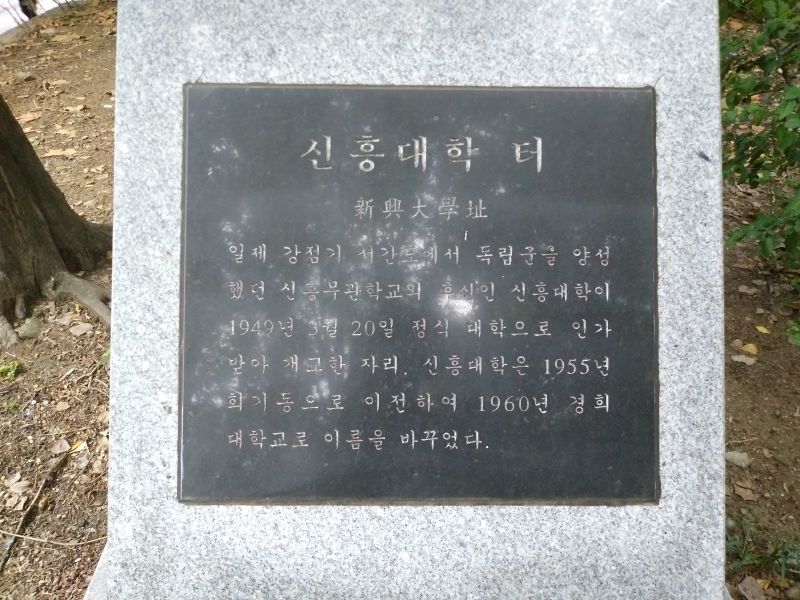 신흥대학 터
新興大學址
일제 강점기 서간도에서 독립군을 양성
했던 신흥무관학교의 후신인 신흥대학이
1949년 3월 20일 정식 대학으로 인가
받아 개교한 자리. 신흥대학은 1955년
회기동으로 이전하여 1960년 경희
대학교로 이름을 바꾸었다.